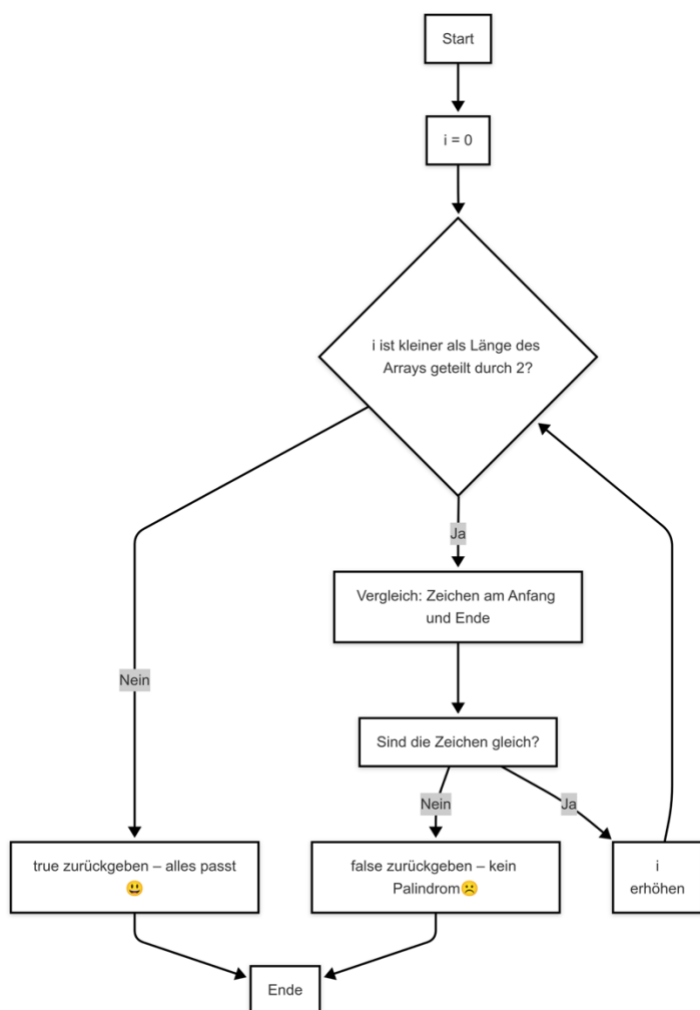 Start
i = 0
i ist kleiner als Länge des
Arrays geteilt durch 2?
Ja
Vergleich: Zeichen am Anfang
und Ende
Nein
Sind die Zeichen gleich?
Nein
Ja
true zurückgeben – alles passt
😃
false zurückgeben – kein
Palindrom☹️
i
erhöhen
Ende